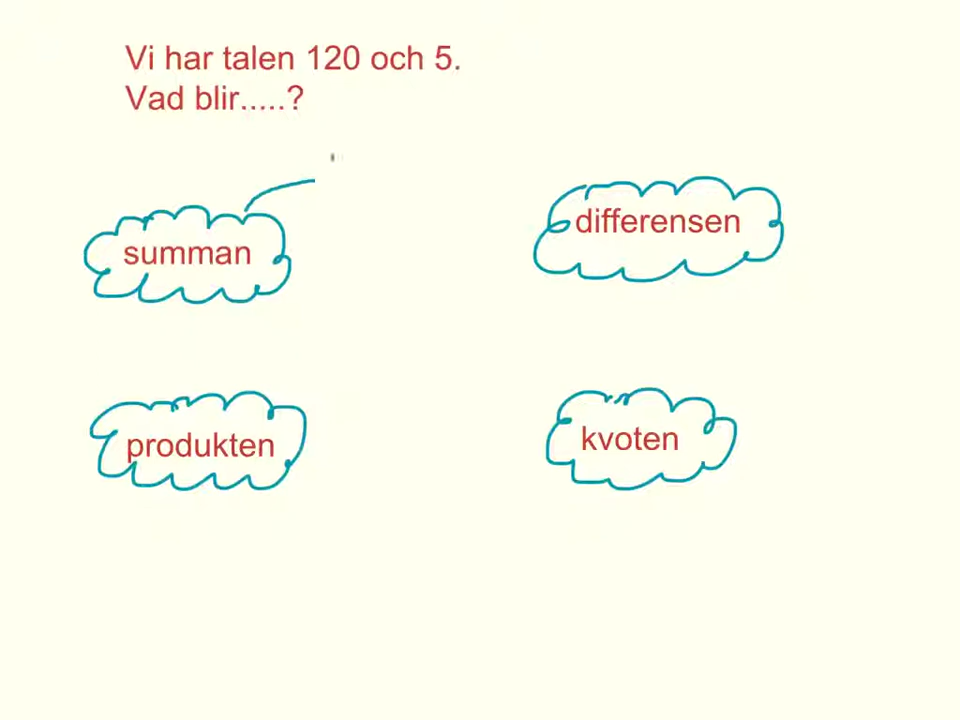 Vi har talen 120 och 5.
Vad blir.....?
summan
differensen
produkten
kvoten